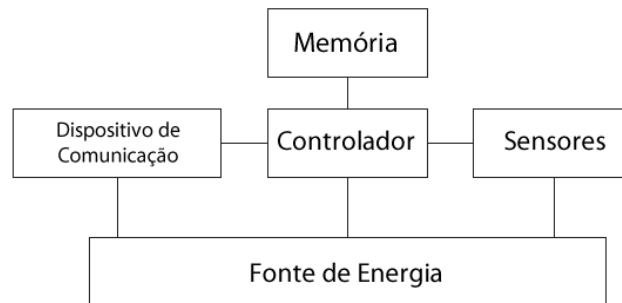 Memória
Dispositivo de
Comunicação
Controlador
Sensores
Fonte de Energia